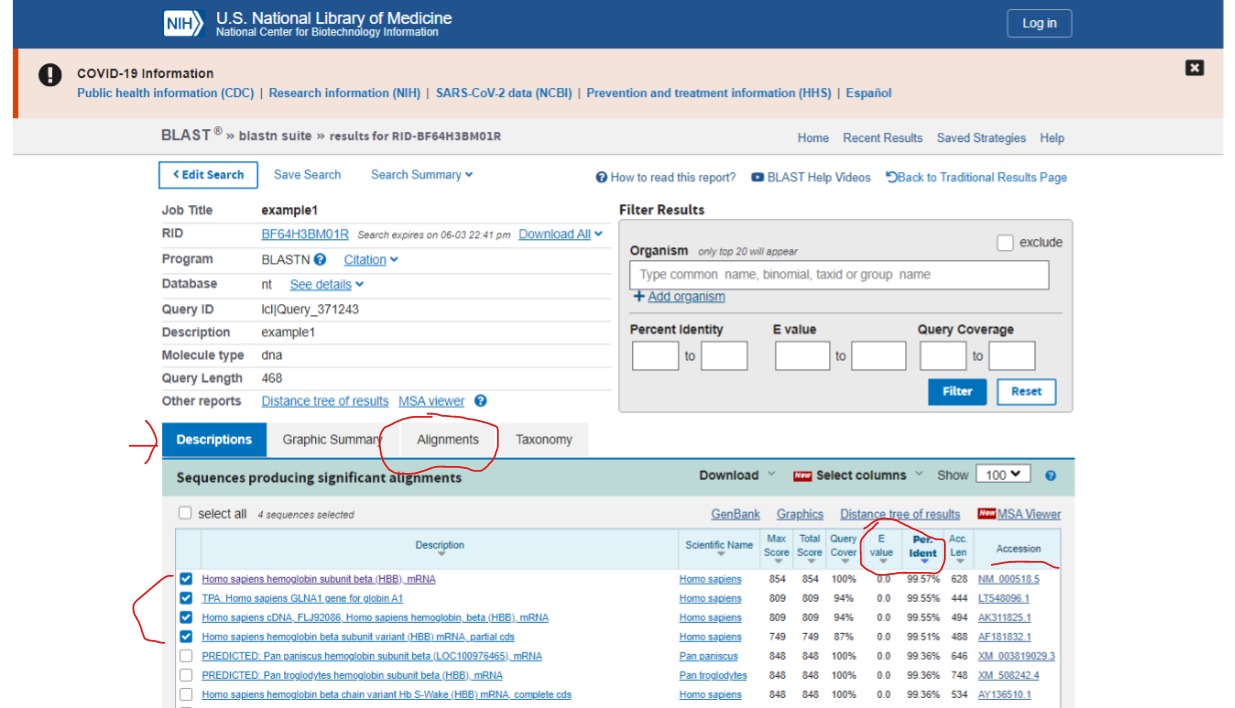 NIH U.S. National Library of Medicine
National Center for Biotechnology Information
Log in
COVID-19 Information
Public health information (CDC) | Research information (NIH) | SARS-CoV-2 data (NCBI) | Prevention and treatment information (HHS) | Español
BLAST ® » blastn suite » results for RID-BF64H3BM01R
Home Recent Results Saved Strategies Help
< Edit Search Save Search Search Summary
How to read this report? BLAST Help Videos Back to Traditional Results Page
Job Title example1
RID BF64H3BM01R Search expires on 06-03 22:41 pm Download All
Program BLASTN Citation
Database nt See details
Query ID lcl|Query_371243
Description example1
Molecule type dna
Query Length 468
Other reports Distance tree of results MSA viewer
Filter Results
Organism only top 20 will appear
exclude
Type common name, binomial, taxid or group name
+ Add organism
Percent Identity E value Query Coverage
to to to
Filter Reset
Descriptions Graphic Summary Alignments Taxonomy
Sequences producing significant alignments Download New Select columns Show 100
select all 4 sequences selected GenBank Graphics Distance tree of results New MSA Viewer
Description Scientific Name Max Score Total Score Query Cover E value Per. Ident Acc. Len Accession
Homo sapiens hemoglobin subunit beta (HBB), mRNA Homo sapiens 854 854 100% 0.0 99.57% 628 NM_000518.5
TPA: Homo sapiens GLNA1 gene for globin A1 Homo sapiens 809 809 94% 0.0 99.55% 444 LT548096.1
Homo sapiens cDNA, FLJ92086, Homo sapiens hemoglobin, beta (HBB), mRNA Homo sapiens 809 809 94% 0.0 99.55% 494 AK311825.1
Homo sapiens hemoglobin beta subunit variant (HBB) mRNA, partial cds Homo sapiens 749 749 87% 0.0 99.51% 488 AF181832.1
PREDICTED: Pan paniscus hemoglobin subunit beta (LOC100976465), mRNA Pan paniscus 848 848 100% 0.0 99.36% 646 XM_003819029.3
PREDICTED: Pan troglodytes hemoglobin subunit beta (HBB), mRNA Pan troglodytes 848 848 100% 0.0 99.36% 748 XM_508242.4
Homo sapiens hemoglobin beta chain variant Hb S-Wake (HBB) mRNA, complete cds Homo sapiens 848 848 100% 0.0 99.36% 534 AY136510.1